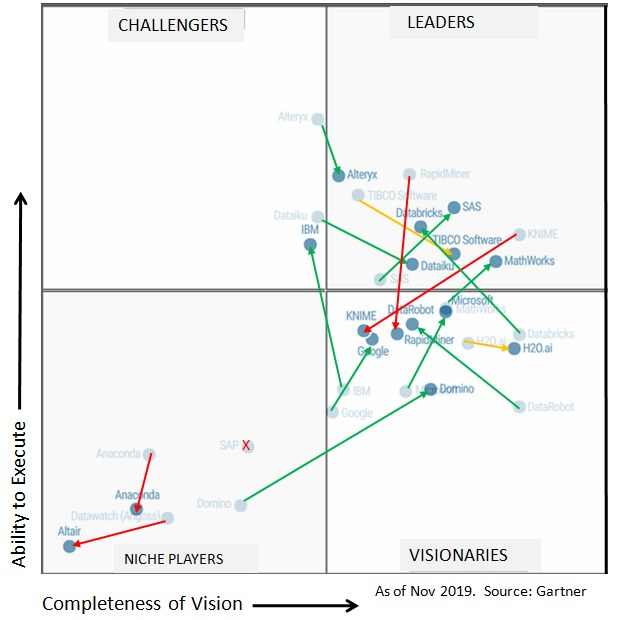 CHALLENGERS
LEADERS
Alteryx
Alteryx
RapidMiner
TIBCO Software
SAS
Databricks
Dataiku
IBM
KNIME
TIBCO Software
MathWorks
Dataiku
SAS
Microsoft
MathWorks
DataRobot
KNIME
RapidMiner
Databricks
Google
H2O.ai
H2O.ai
IBM
Domino
DataRobot
Google
SAP X
Anaconda
Anaconda
Domino
Datawatch (Angoss)
Altair
NICHE PLAYERS
VISIONARIES
Ability to Execute
Completeness of Vision
As of Nov 2019. Source: Gartner